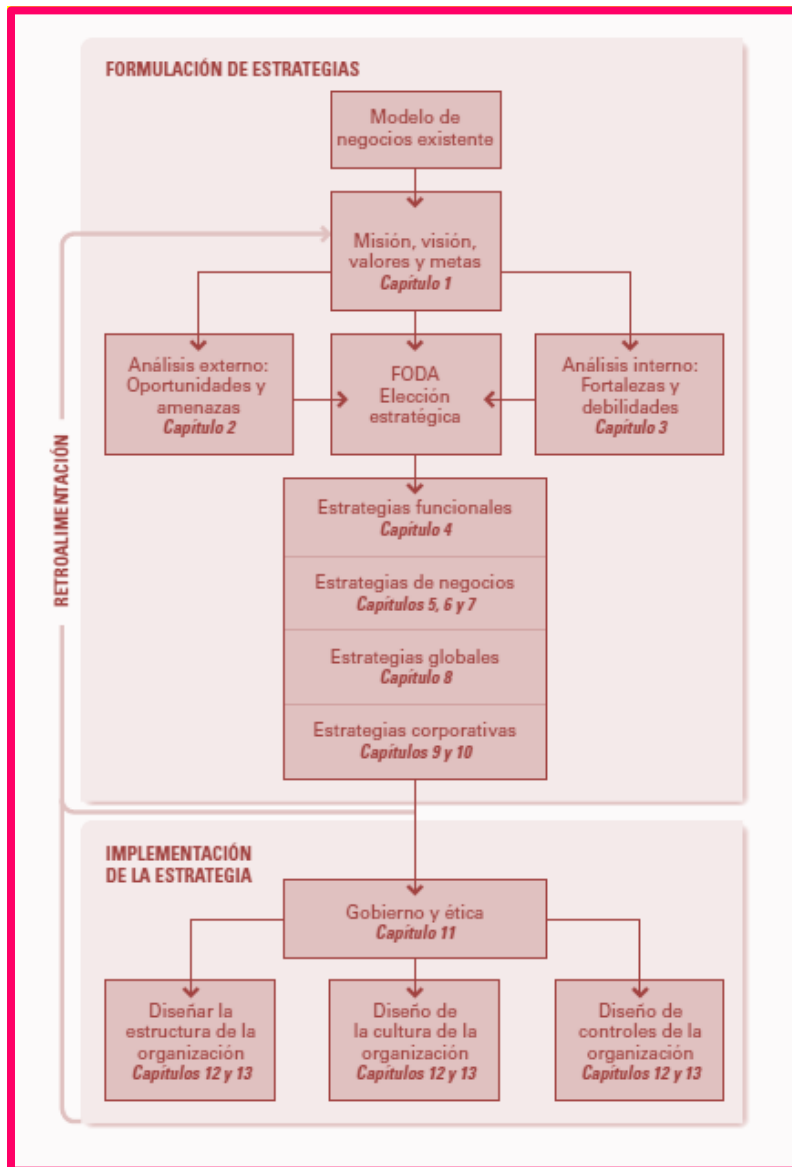 FORMULACIÓN DE ESTRATEGIAS
Modelo de
negocios existente
Misión, visión,
valores y metas
Capítulo 1
Análisis externo:
Oportunidades y
amenazas
Capítulo 2
FODA
Elección
estratégica
Análisis interno:
Fortalezas y
debilidades
Capítulo 3
Estrategias funcionales
Capítulo 4
Estrategias de negocios
Capítulos 5, 6 y 7
Estrategias globales
Capítulo 8
Estrategias corporativas
Capítulos 9 y 10
RETROALIMENTACIÓN
IMPLEMENTACIÓN
DE LA ESTRATEGIA
Gobierno y ética
Capítulo 11
Diseñar la
estructura de la
organización
Capítulos 12 y 13
Diseño de
la cultura de la
organización
Capítulos 12 y 13
Diseño de
controles de la
organización
Capítulos 12 y 13